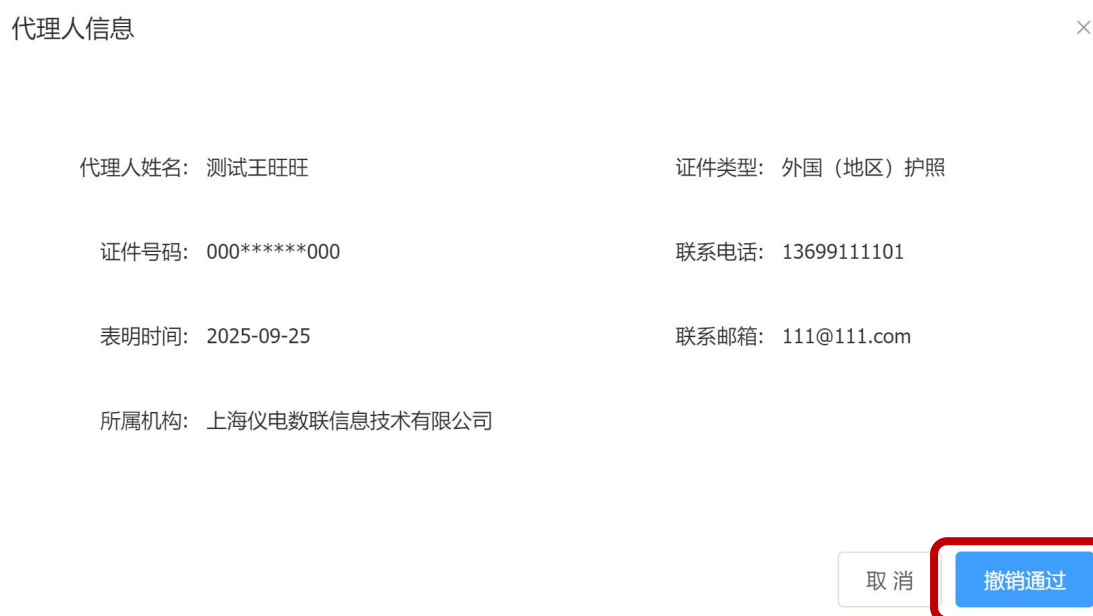 代理人信息
代理人姓名: 测试王旺旺 证件类型: 外国（地区）护照
证件号码: 000******000 联系电话: 13699111101
表明时间: 2025-09-25 联系邮箱: 111@111.com
所属机构: 上海仪电数联信息技术有限公司
取消 撤销通过